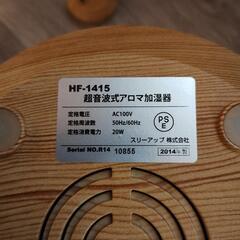 HF-1415
超音波式アロマ加湿器
定格電圧 AC100V
定格周波数 50Hz/60Hz
定格消費電力 20W
PSE
スリーアップ 株式会社
Serial NO.R14 10855 2014年製